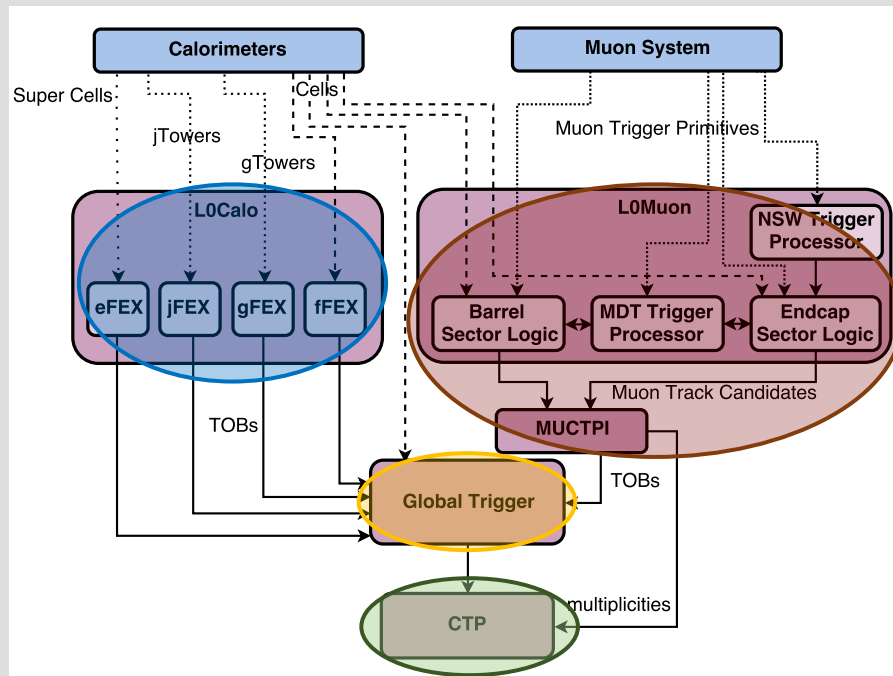 Calorimeters
Muon System
Super Cells
Cells
jTowers
Muon Trigger Primitives
gTowers
L0Calo
L0Muon
NSW Trigger
Processor
eFEX
jFEX
gFEX
fFEX
Barrel
Sector Logic
MDT Trigger
Processor
Endcap
Sector Logic
Muon Track Candidates
TOBs
MUCTPI
TOBs
Global Trigger
multiplicities
CTP